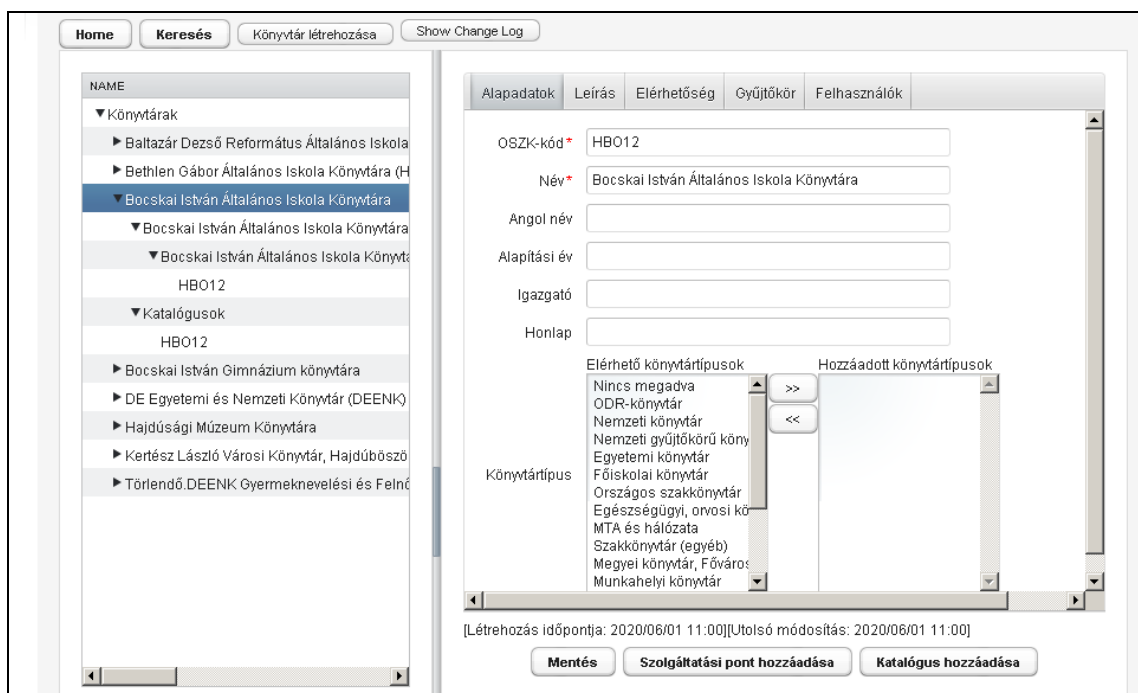 Home Keresés Könyvtár létrehozása Show Change Log
NAME
Könyvtárak
Baltazár Dezső Református Általános Iskola
Bethlen Gábor Általános Iskola Könyvtára (H
Bocskai István Általános Iskola Könyvtára
Bocskai István Általános Iskola Könyvtára
Bocskai István Általános Iskola Könyvtá
HBO12
Katalógusok
HBO12
Bocskai István Gimnázium könyvtára
DE Egyetemi és Nemzeti Könyvtár (DEENK)
Hajdúsági Múzeum Könyvtára
Kertész László Városi Könyvtár, Hajdúböszö
Törlendő.DEENK Gyermeknevelési és Felnő
Alapadatok Leírás Elérhetőség Gyűjtőkör Felhasználók
OSZK-kód* HBO12
Név* Bocskai István Általános Iskola Könyvtára
Angol név
Alapítási év
Igazgató
Honlap
Elérhető könyvtártípusok Hozzáadott könyvtártípusok
Könyvtártípus
Nincs megadva
ODR-könyvtár
Nemzeti könyvtár
Nemzeti gyűjtőkörű köny
Egyetemi könyvtár
Főiskolai könyvtár
Országos szakkönyvtár
Egészségügyi, orvosi kö
MTA és hálózata
Szakkönyvtár (egyéb)
Megyei könyvtár, Főváros
Munkahelyi könyvtár
>>
<<
[Létrehozás időpontja: 2020/06/01 11:00][Utolsó módosítás: 2020/06/01 11:00]
Mentés Szolgáltatási pont hozzáadása Katalógus hozzáadása